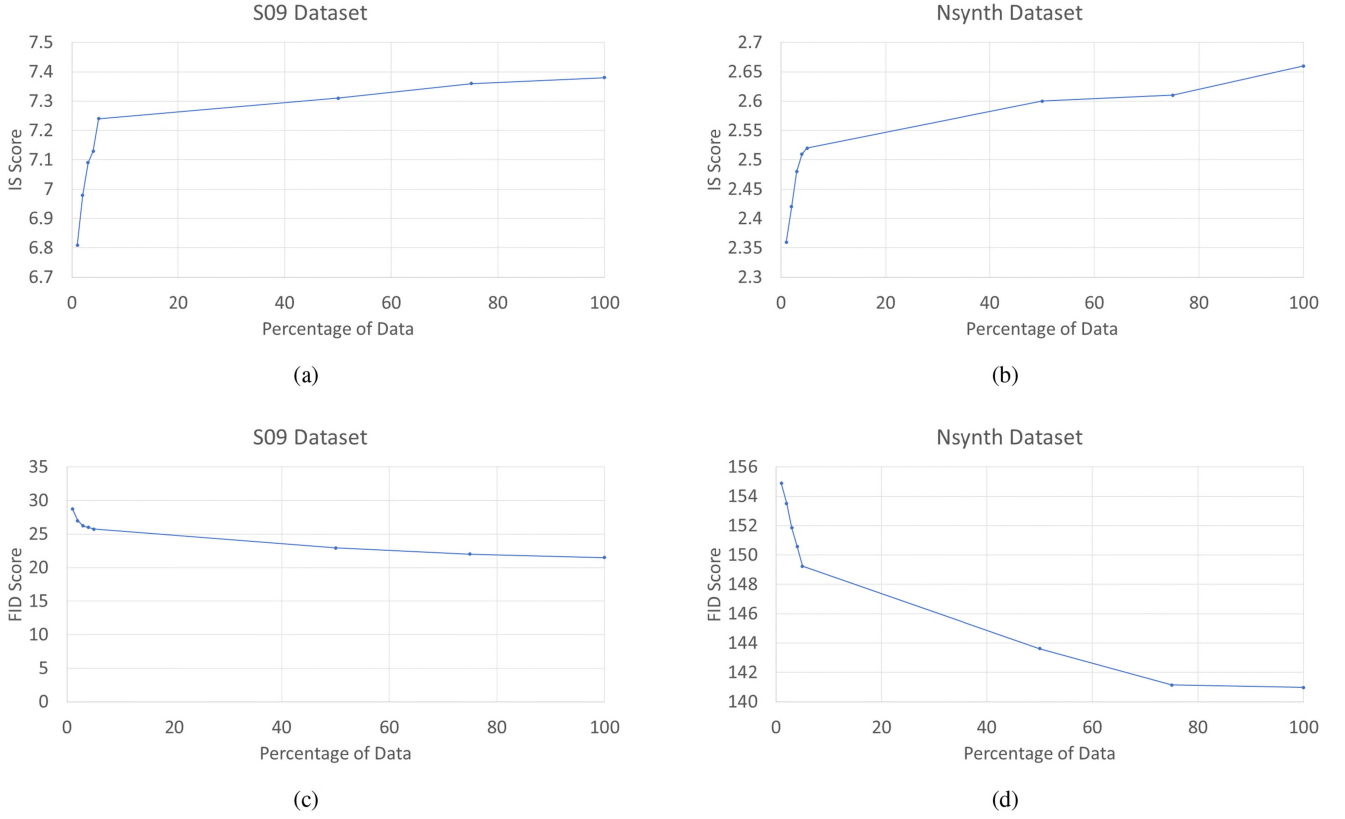 S09 Dataset
7.5
7.4
7.3
7.2
7.1
7
6.9
6.8
6.7
IS Score
0 20 40 60 80 100
Percentage of Data
(a)
Nsynth Dataset
2.7
2.65
2.6
2.55
2.5
2.45
2.4
2.35
2.3
IS Score
0 20 40 60 80 100
Percentage of Data
(b)
S09 Dataset
35
30
25
20
15
10
5
0
FID Score
0 20 40 60 80 100
Percentage of Data
(c)
Nsynth Dataset
156
154
152
150
148
146
144
142
140
FID Score
0 20 40 60 80 100
Percentage of Data
(d)